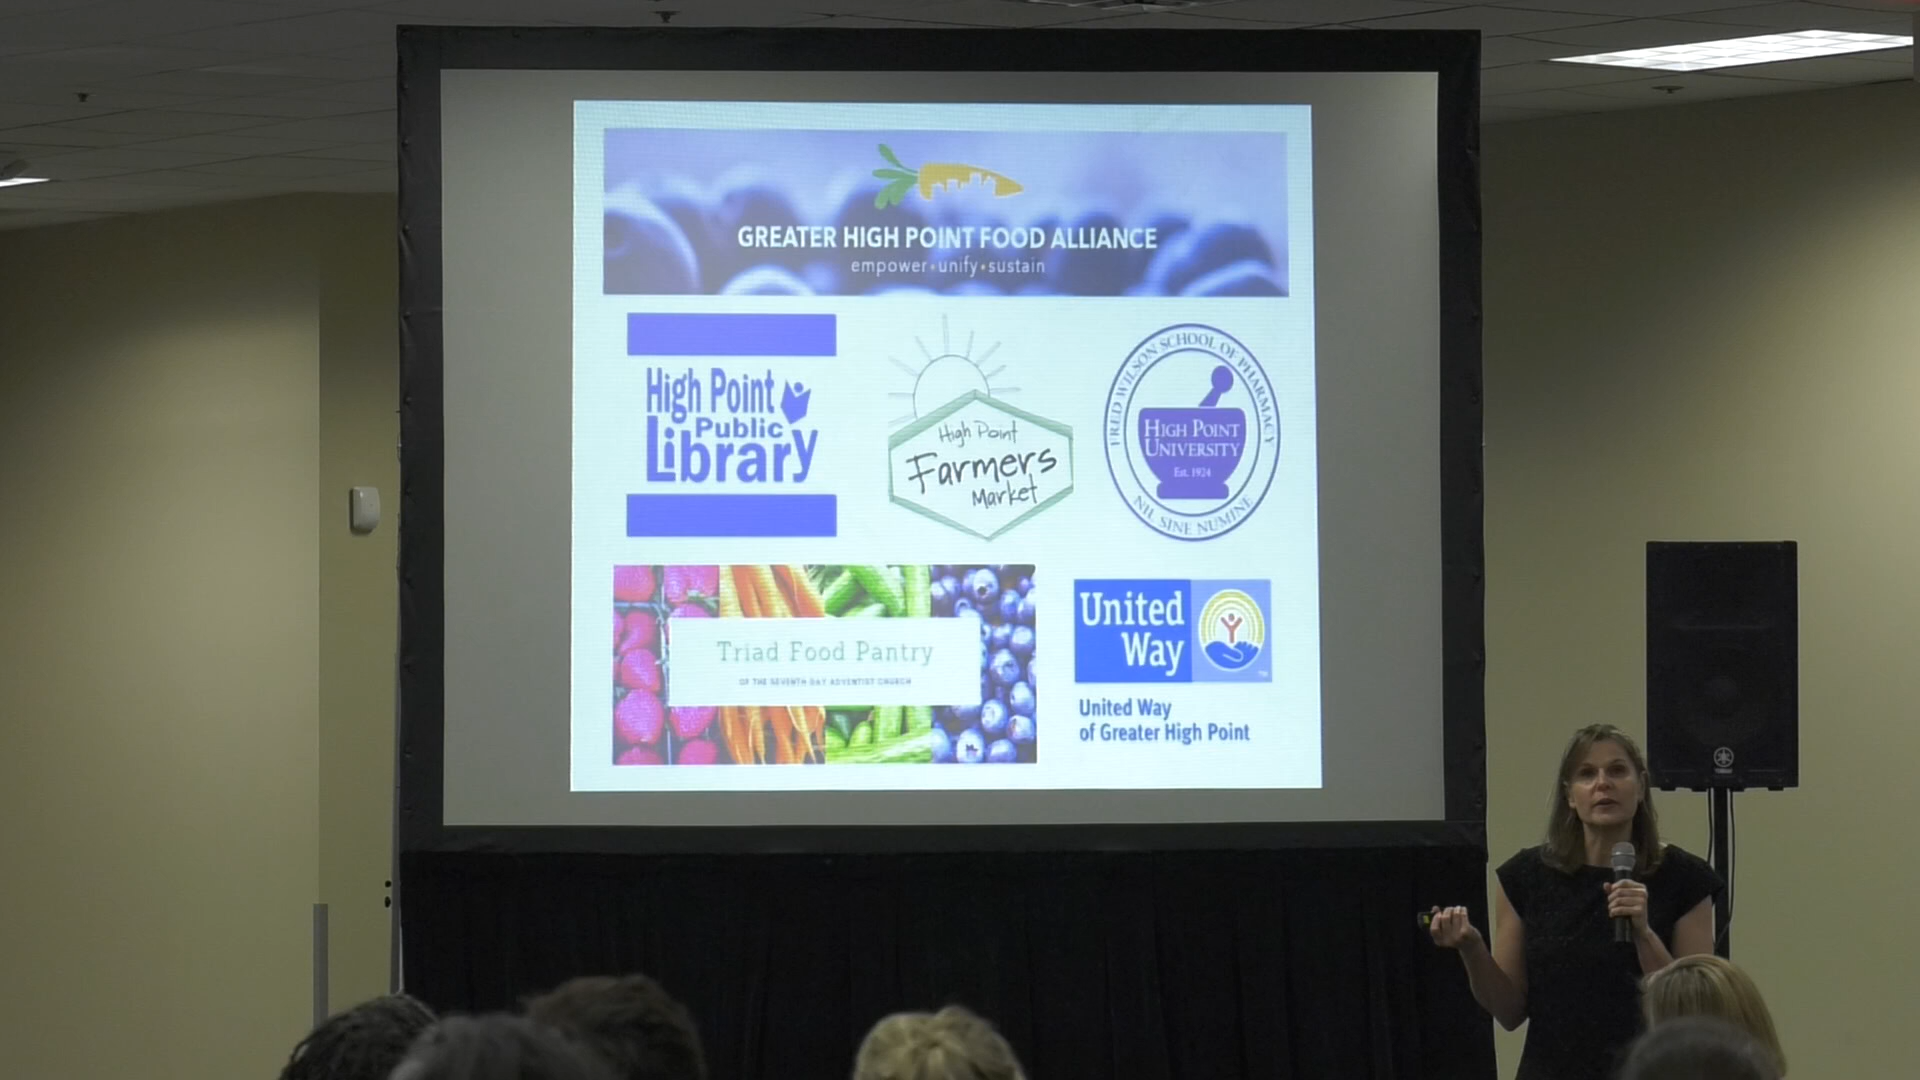 GREATER HIGH POINT FOOD ALLIANCE
empower • unify • sustain
High Point
Public
Library
High Point
Farmers
Market
FRED WILSON SCHOOL OF PHARMACY
HIGH POINT
UNIVERSITY
Est. 1924
NIL SINE NUMINE
Triad Food Pantry
OF THE SEVENTH DAY ADVENTIST CHURCH
United
Way
United Way
of Greater High Point